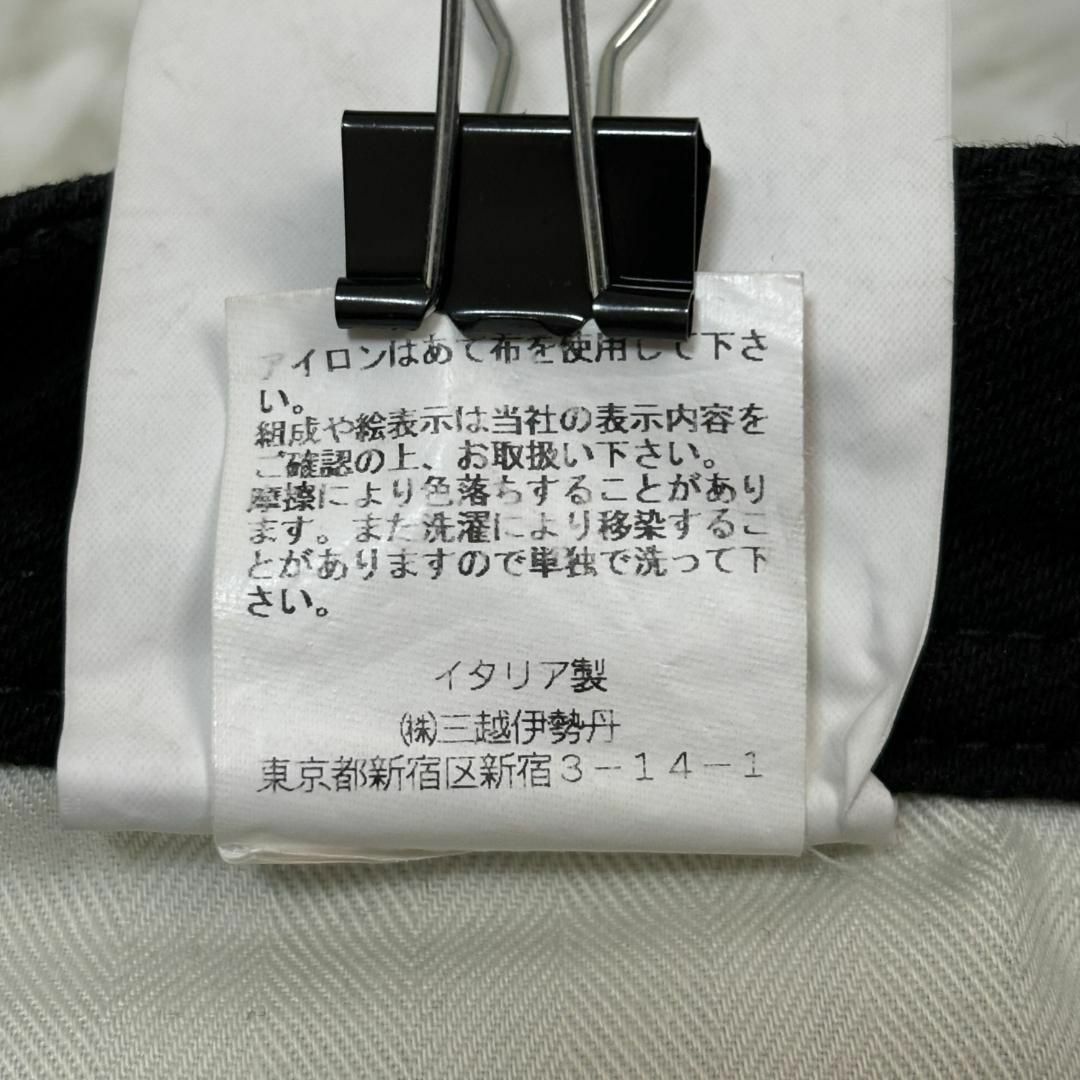 アイロンはあて布を使用して下さ
い。
組成や絵表示は当社の表示内容を
ご確認の上、お取扱い下さい。
摩擦により色落ちすることがあり
ます。また洗濯により移染するこ
とがありますので単独で洗って下
さい。
イタリア製
㈱三越伊勢丹
東京都新宿区新宿３－１４－１